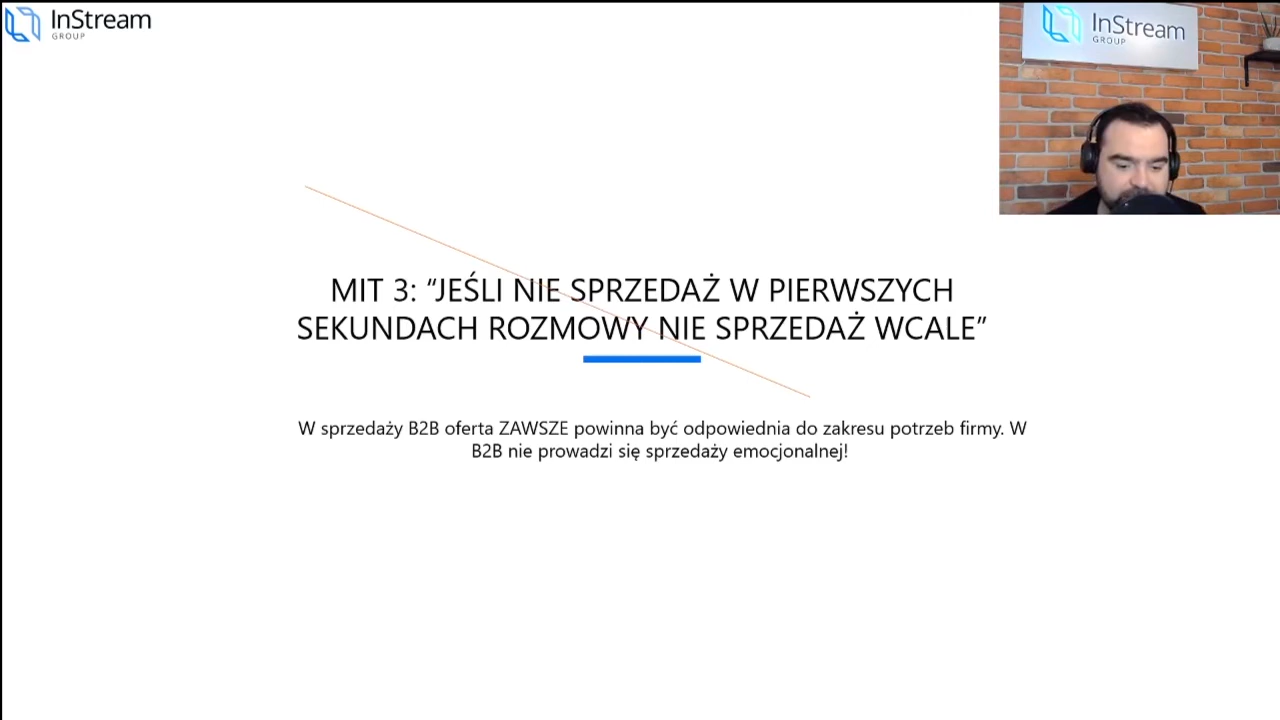 InStream
GROUP
InStream
GROUP
MIT 3: “JEŚLI NIE SPRZEDAŻ W PIERWSZYCH
SEKUNDACH ROZMOWY NIE SPRZEDAŻ WCALE”
W sprzedaży B2B oferta ZAWSZE powinna być odpowiednia do zakresu potrzeb firmy. W
B2B nie prowadzi się sprzedaży emocjonalnej!